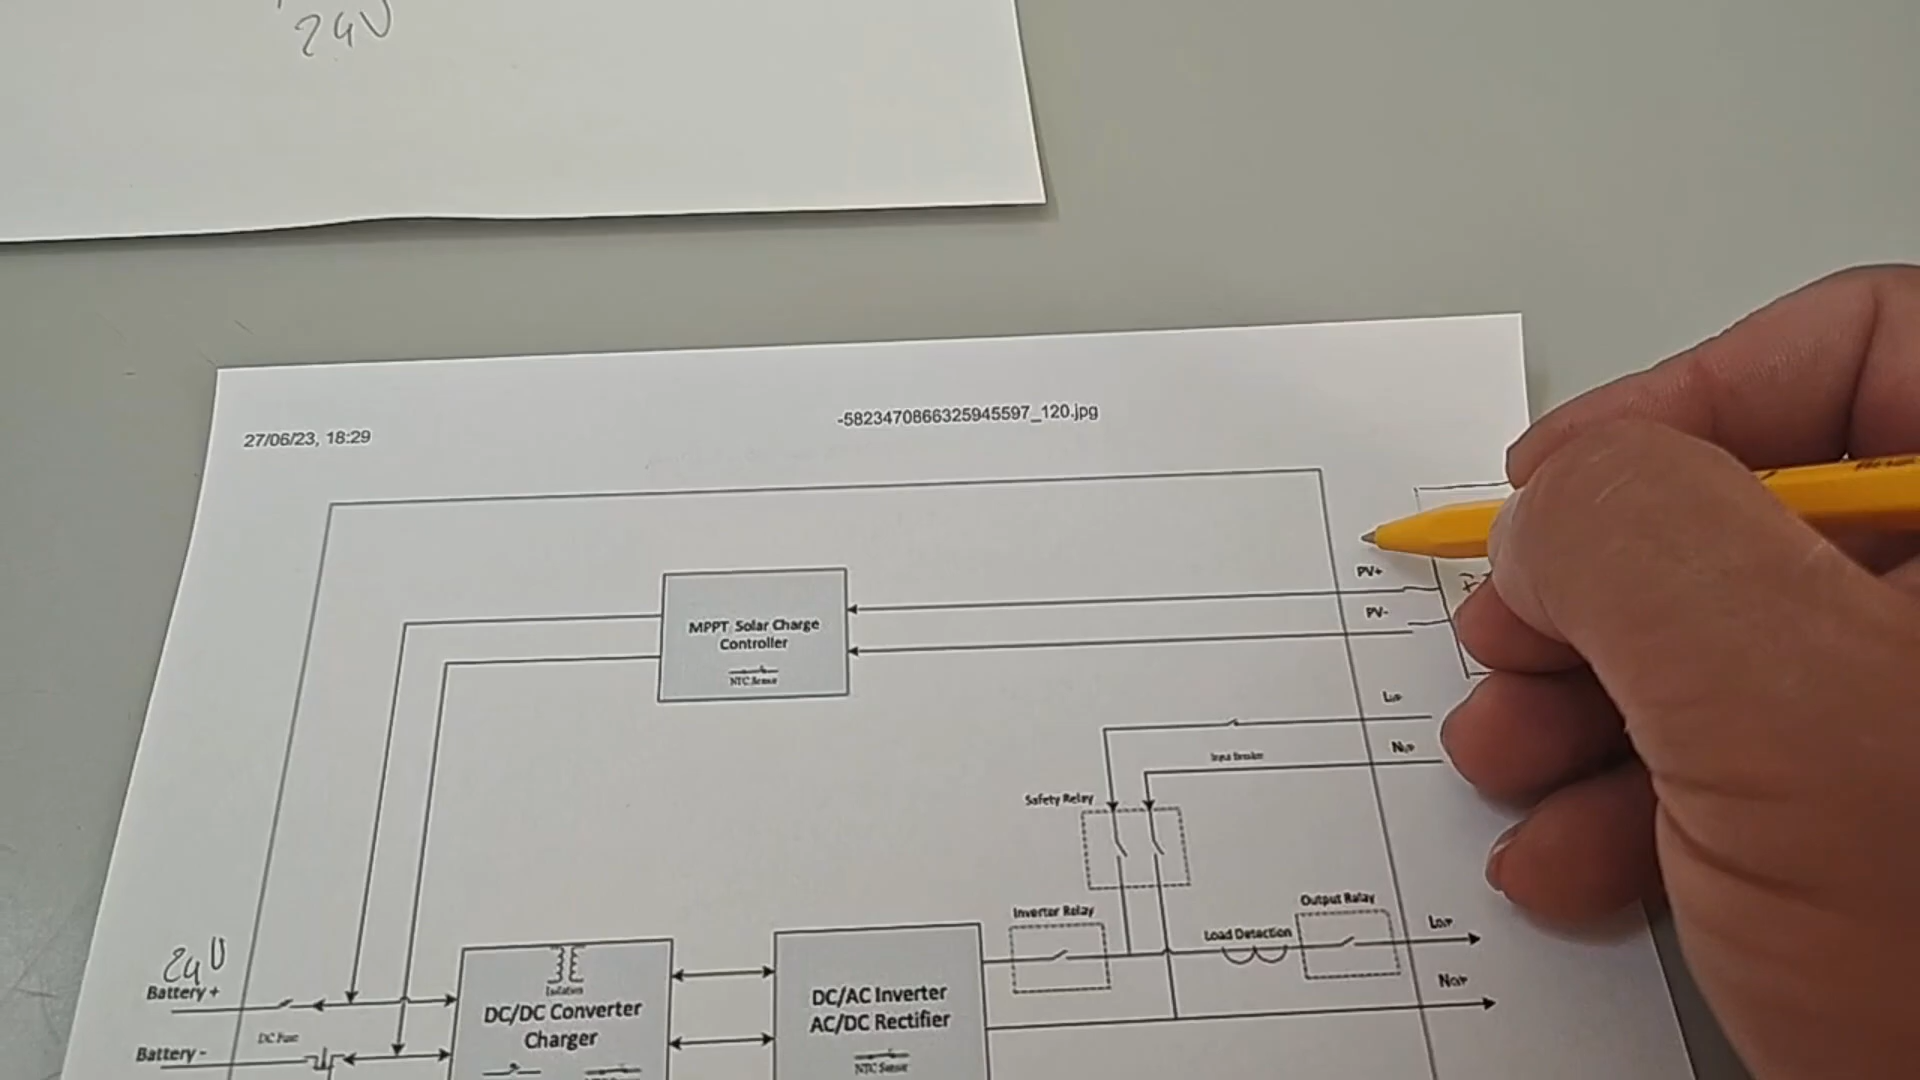 24V
27/06/23, 18:29
-5823470866325945597_120.jpg
PV+
MPPT Solar Charge
Controller
NTC Sensor
PV-
Input Breaker
Safety Relay
Inverter Relay
Load Detection
Output Relay
24V
Battery +
Isolation
DC/DC Converter
Charger
DC/AC Inverter
AC/DC Rectifier
NTC Sensor
DC Fuse
Battery -